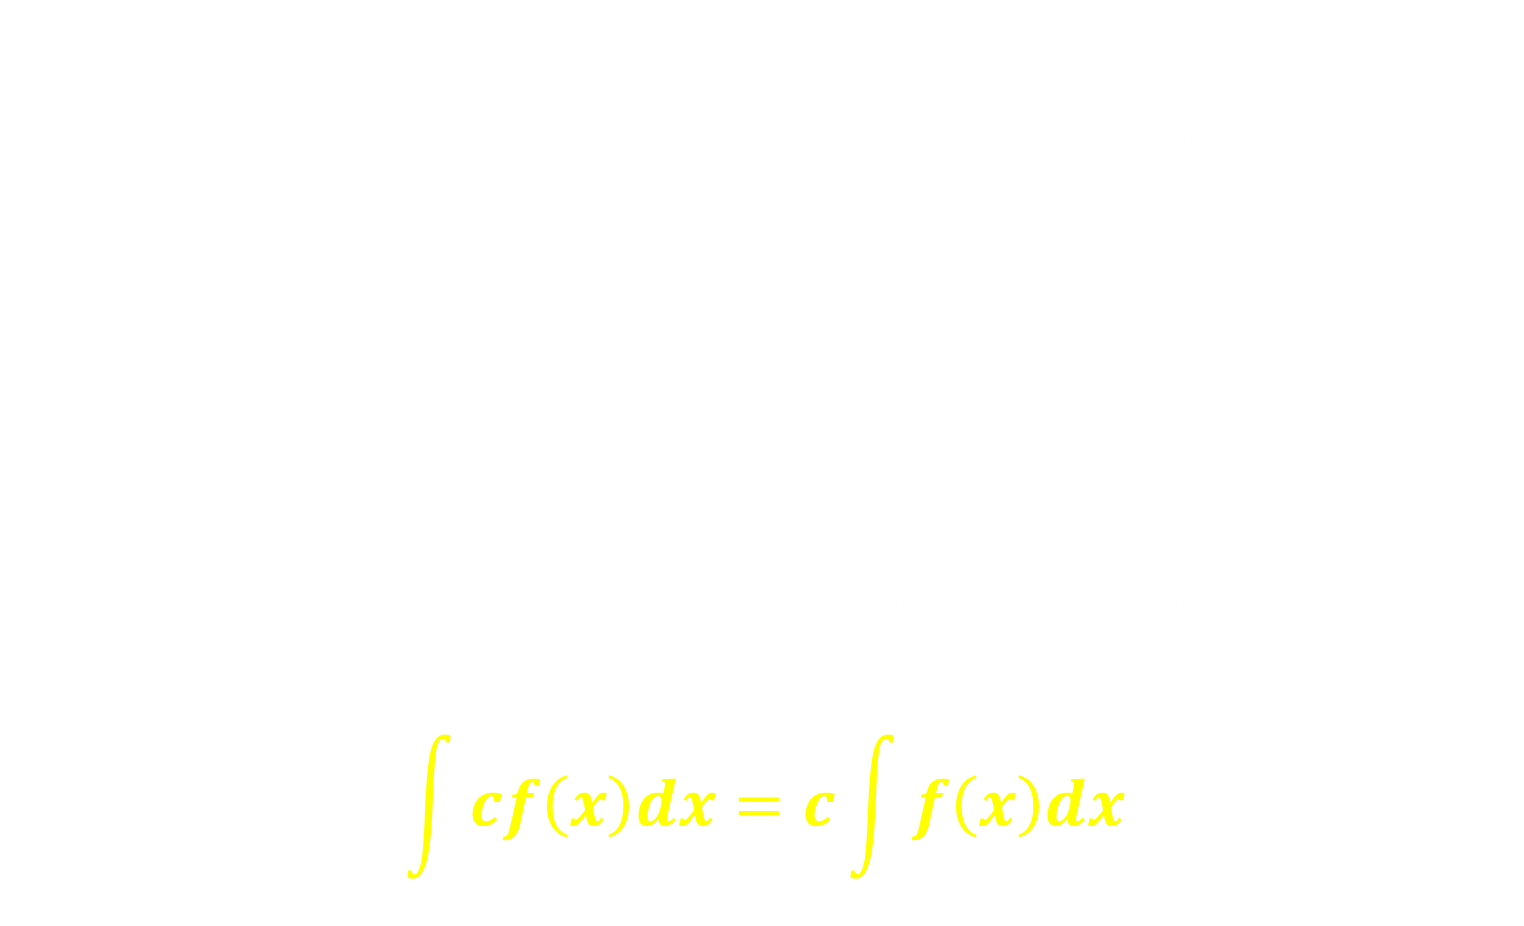 ∫ cf(x)dx = c ∫ f(x)dx